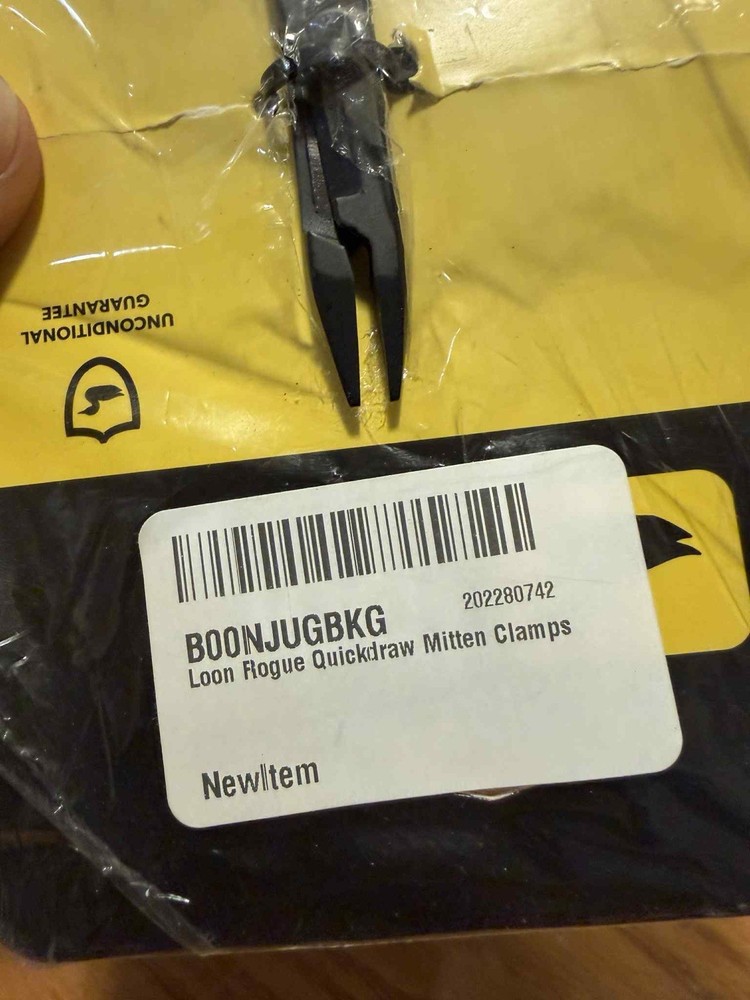 UNCONDITIONAL
GUARANTEE
202280742
B00NJUGBKG
Loon Rogue Quickdraw Mitten Clamps
NewItem